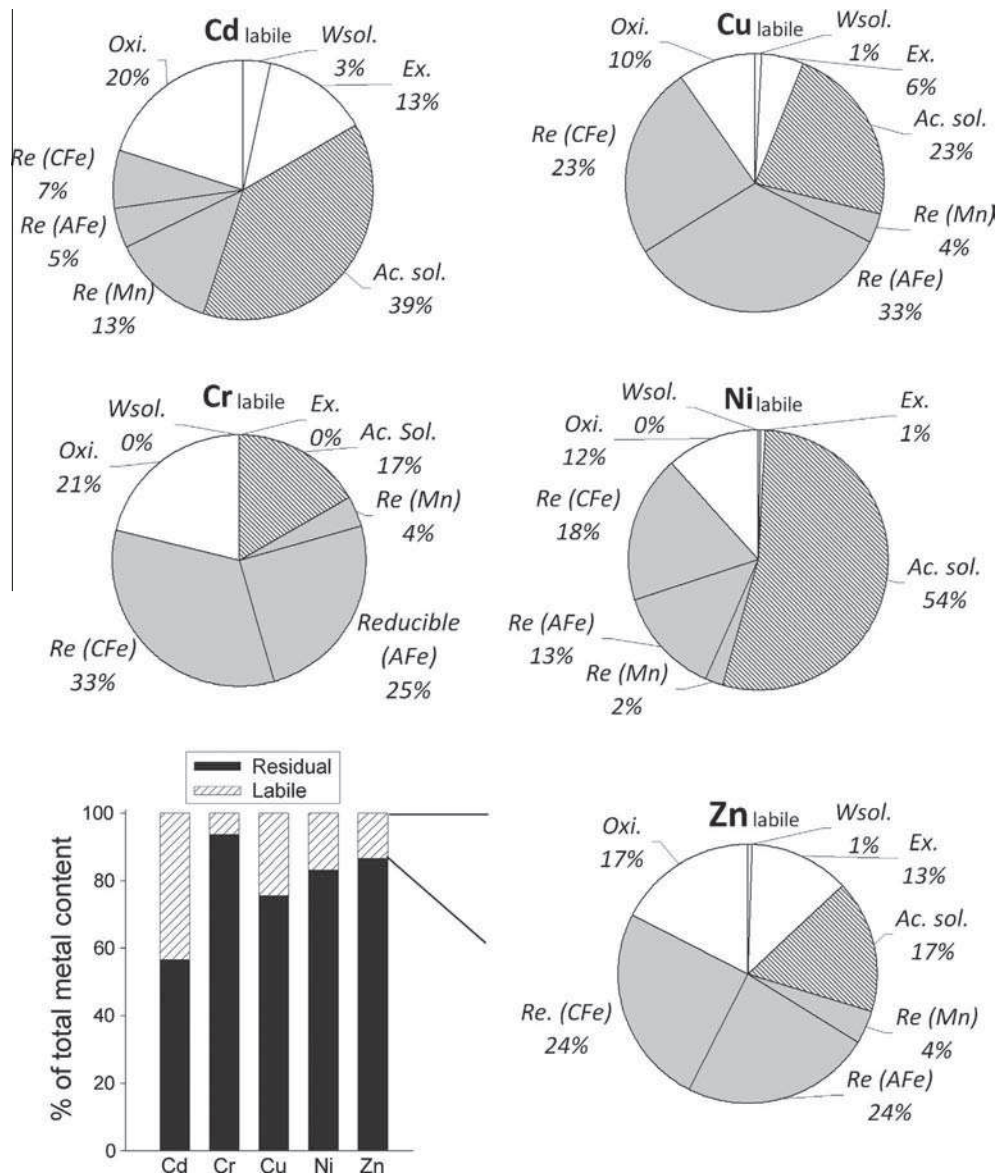 Cd labile
Oxi.
20%
Wsol.
3%
Ex.
13%
Re (CFe)
7%
Re (AFe)
5%
Re (Mn)
13%
Ac. sol.
39%
Cu labile
Oxi.
10%
Wsol.
1%
Ex.
6%
Ac. sol.
23%
Re (CFe)
23%
Re (Mn)
4%
Re (AFe)
33%
Cr labile
Wsol.
0%
Ex.
0%
Oxi.
21%
Ac. Sol.
17%
Re (Mn)
4%
Re (CFe)
33%
Reducible
(AFe)
25%
Ni labile
Wsol.
0%
Ex.
1%
Oxi.
12%
Re (CFe)
18%
Ac. sol.
54%
Re (AFe)
13%
Re (Mn)
2%
Residual
Labile
% of total metal content
100
80
60
40
20
0
Cd Cr Cu Ni Zn
Zn labile
Wsol.
1%
Oxi.
17%
Ex.
13%
Ac. sol.
17%
Re. (CFe)
24%
Re (Mn)
4%
Re (AFe)
24%